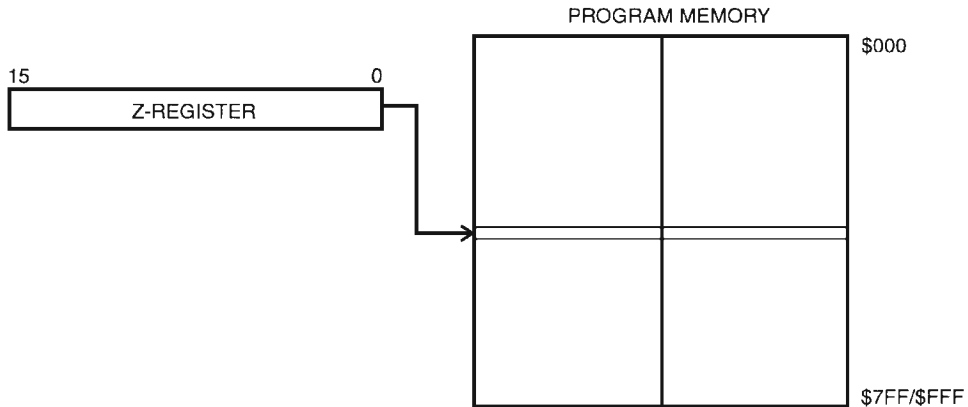 PROGRAM MEMORY
$000
15 0
Z-REGISTER
$7FF/$FFF